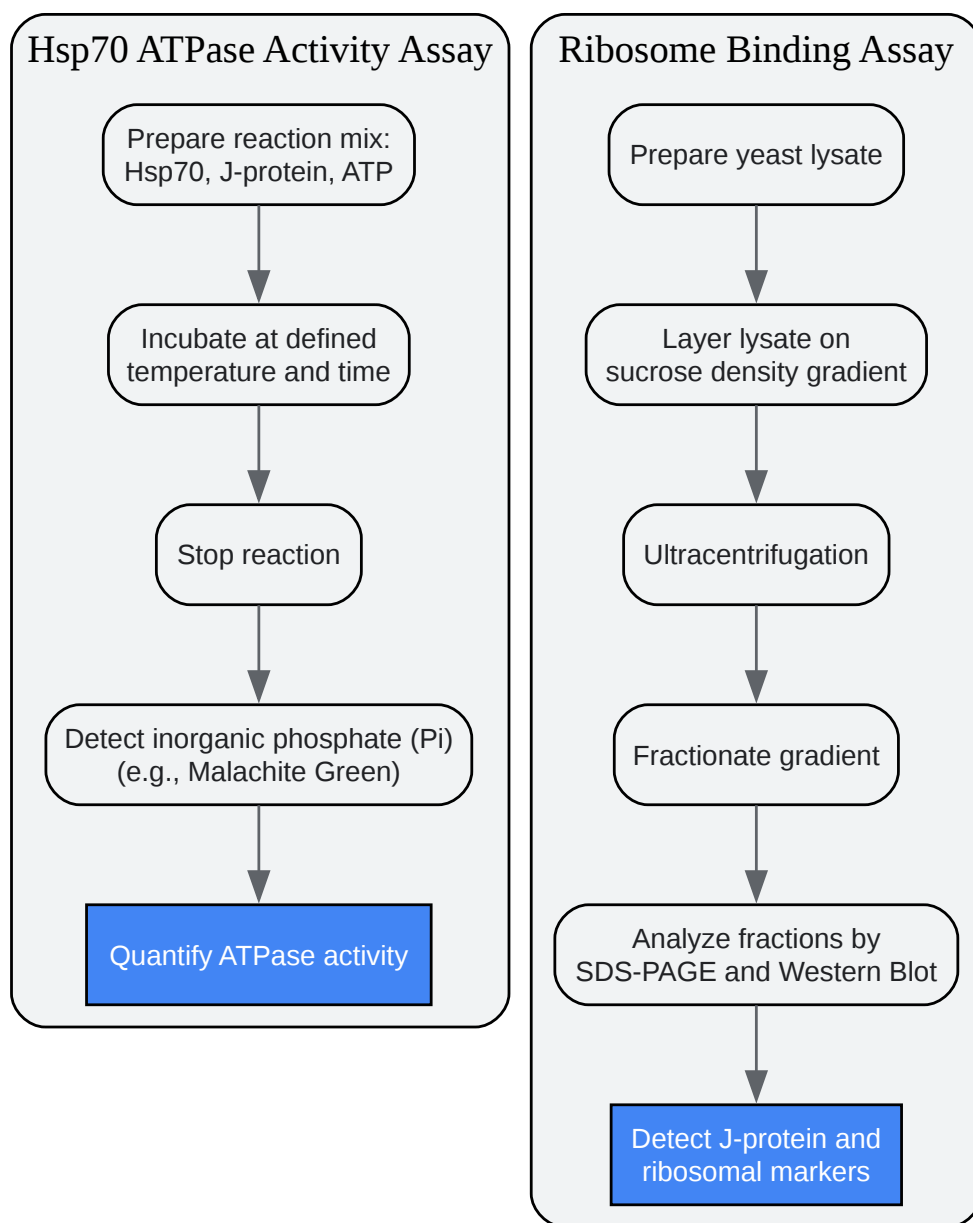 Hsp70 ATPase Activity Assay
Prepare reaction mix:
Hsp70, J-protein, ATP
Incubate at defined
temperature and time
Stop reaction
Detect inorganic phosphate (Pi)
(e.g., Malachite Green)
Quantify ATPase activity
Ribosome Binding Assay
Prepare yeast lysate
Layer lysate on
sucrose density gradient
Ultracentrifugation
Fractionate gradient
Analyze fractions by
SDS-PAGE and Western Blot
Detect J-protein and
ribosomal markers